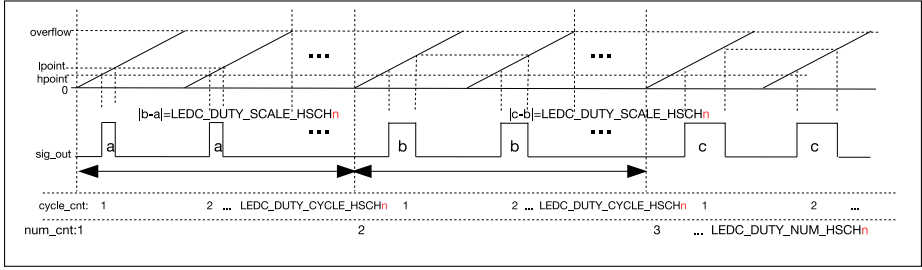 overflow
lpoint
hpoint
0
|b-a|=LEDC_DUTY_SCALE_HSCHn |c-b|=LEDC_DUTY_SCALE_HSCHn
sig_out a a b b c c
cycle_cnt: 1 2 ... LEDC_DUTY_CYCLE_HSCHn 1 2 ... LEDC_DUTY_CYCLE_HSCHn 1 2 ...
num_cnt:1 2 3 ... LEDC_DUTY_NUM_HSCHn